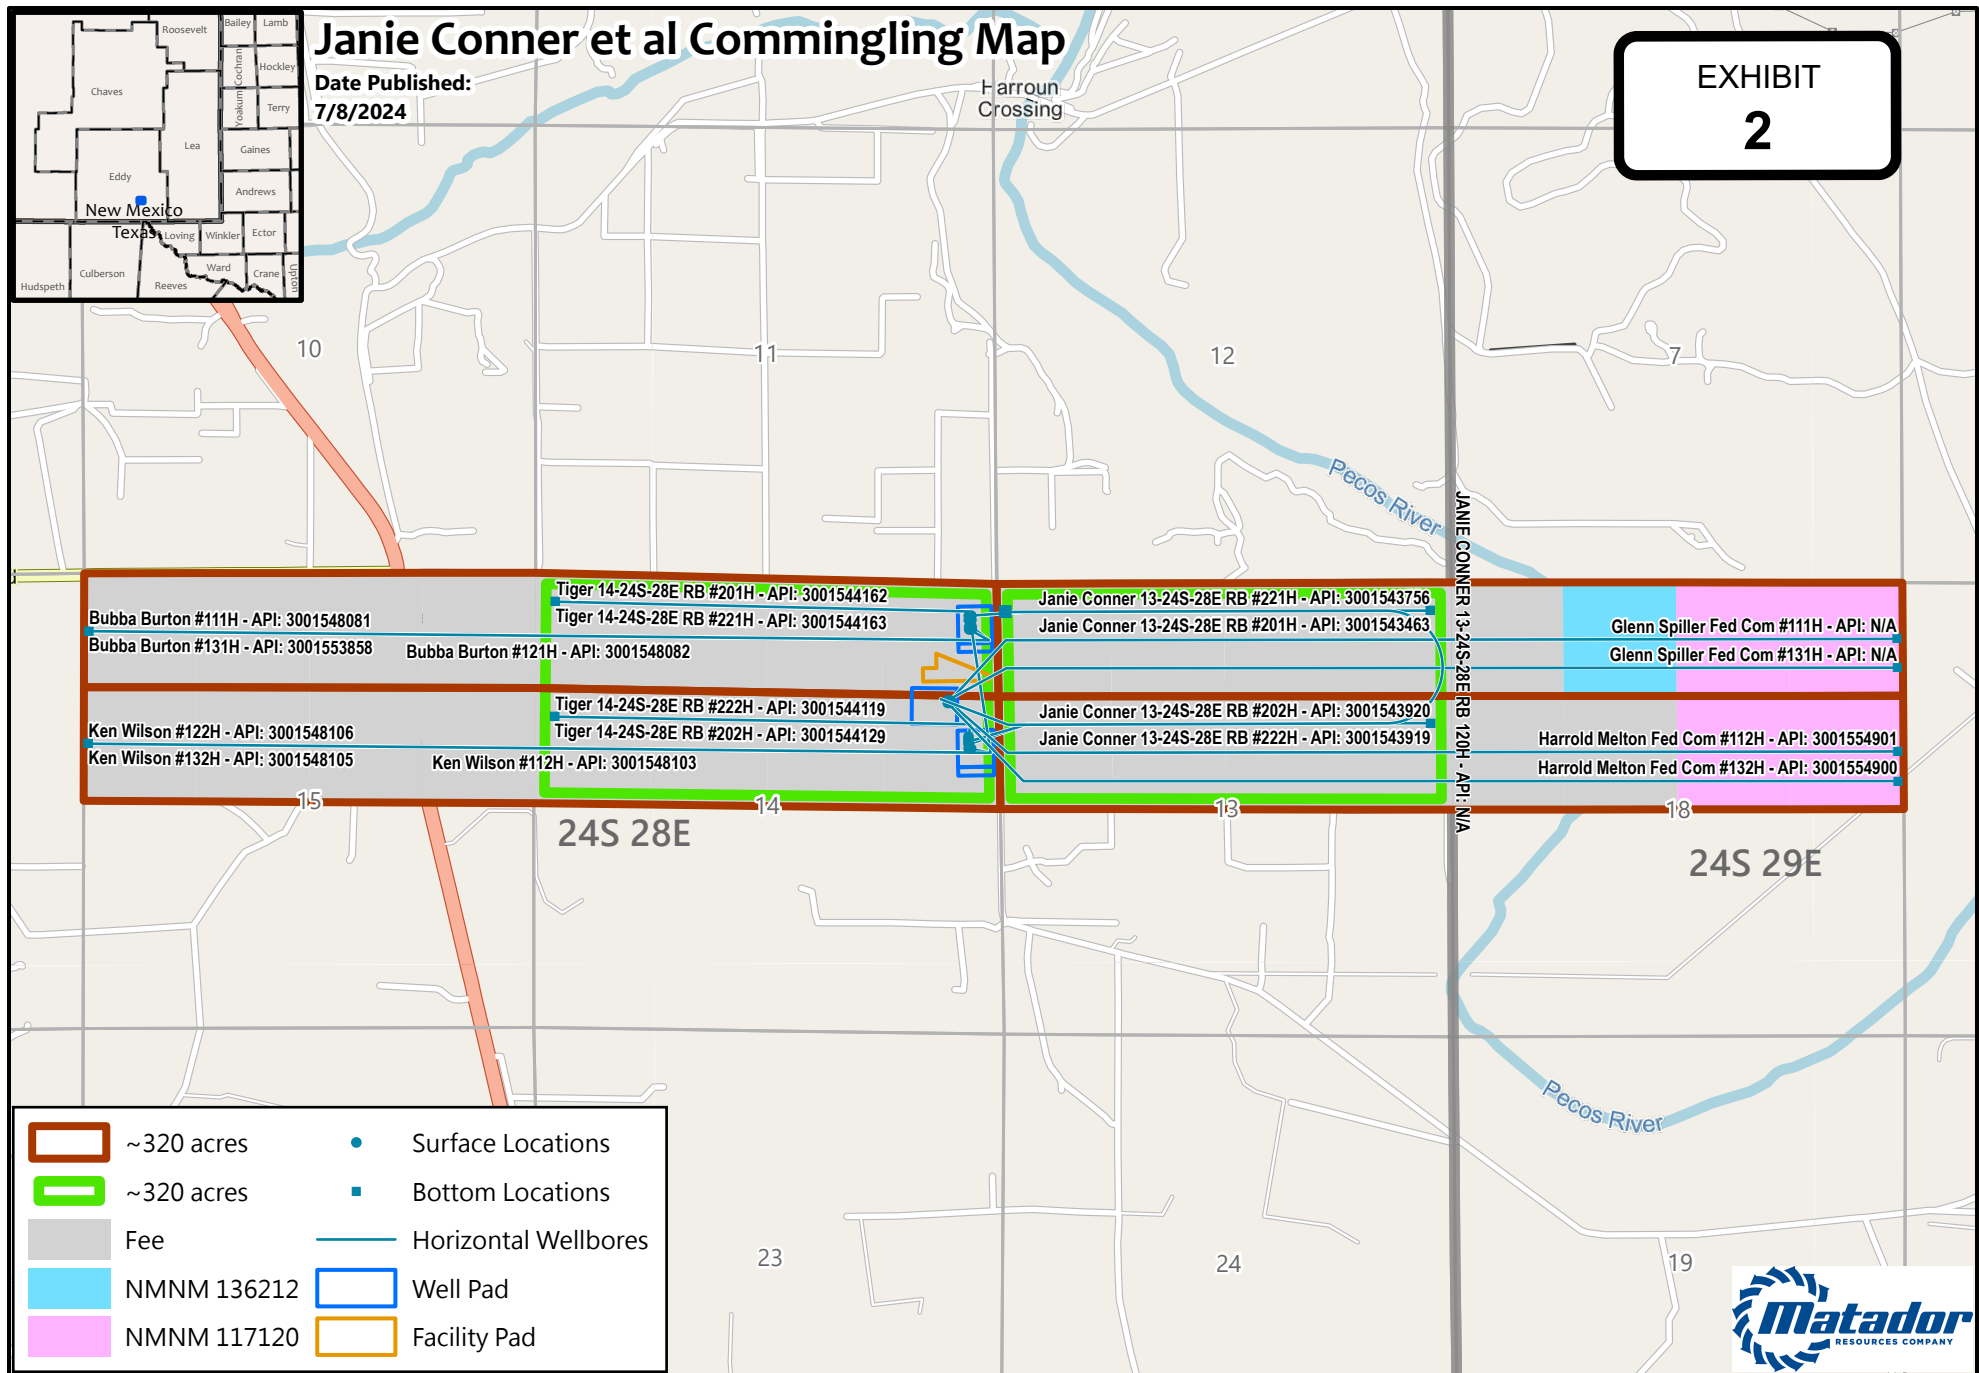 Janie Conner et al Commingling Map
Date Published:
7/8/2024
EXHIBIT
2
Roosevelt
Bailey
Lamb
Cochran
Hockley
Chaves
Yoakum
Terry
Lea
Gaines
Eddy
Andrews
New Mexico
Texas
Loving
Winkler
Ector
Culberson
Ward
Crane
Upton
Hudspeth
Reeves
Harroun
Crossing
10
11
12
7
Pecos River
JANIE CONNER 13-24S-28E RB 120H - API: N/A
Tiger 14-24S-28E RB #201H - API: 3001544162
Tiger 14-24S-28E RB #221H - API: 3001544163
Janie Conner 13-24S-28E RB #221H - API: 3001543756
Janie Conner 13-24S-28E RB #201H - API: 3001543463
Bubba Burton #111H - API: 3001548081
Bubba Burton #131H - API: 3001553858
Bubba Burton #121H - API: 3001548082
Glenn Spiller Fed Com #111H - API: N/A
Glenn Spiller Fed Com #131H - API: N/A
Tiger 14-24S-28E RB #222H - API: 3001544119
Tiger 14-24S-28E RB #202H - API: 3001544129
Janie Conner 13-24S-28E RB #202H - API: 3001543920
Janie Conner 13-24S-28E RB #222H - API: 3001543919
Ken Wilson #122H - API: 3001548106
Ken Wilson #132H - API: 3001548105
Ken Wilson #112H - API: 3001548103
Harrold Melton Fed Com #112H - API: 3001554901
Harrold Melton Fed Com #132H - API: 3001554900
15
14
13
18
24S 28E
24S 29E
Pecos River
23
24
19
~320 acres
Surface Locations
~320 acres
Bottom Locations
Fee
Horizontal Wellbores
NMNM 136212
Well Pad
NMNM 117120
Facility Pad
Matador
RESOURCES COMPANY